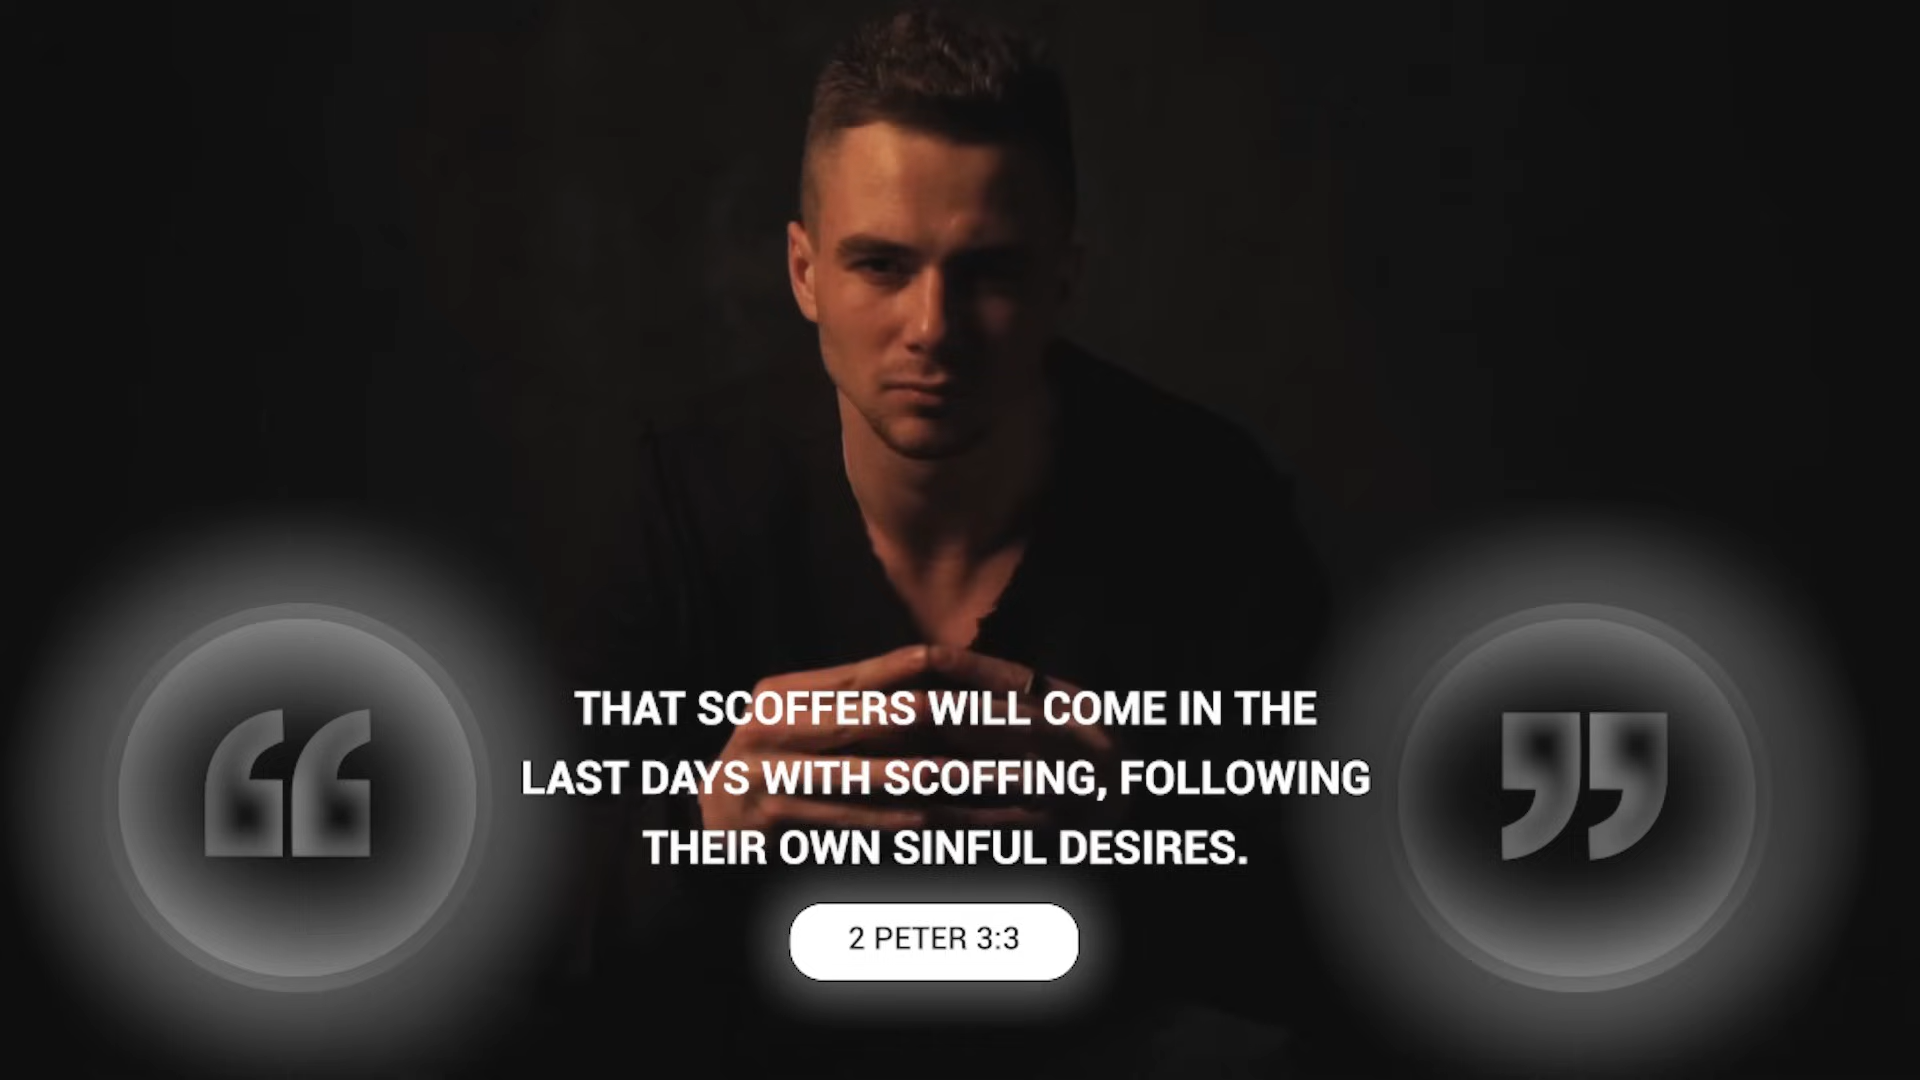 THAT SCOFFERS WILL COME IN THE
LAST DAYS WITH SCOFFING, FOLLOWING
THEIR OWN SINFUL DESIRES.
2 PETER 3:3